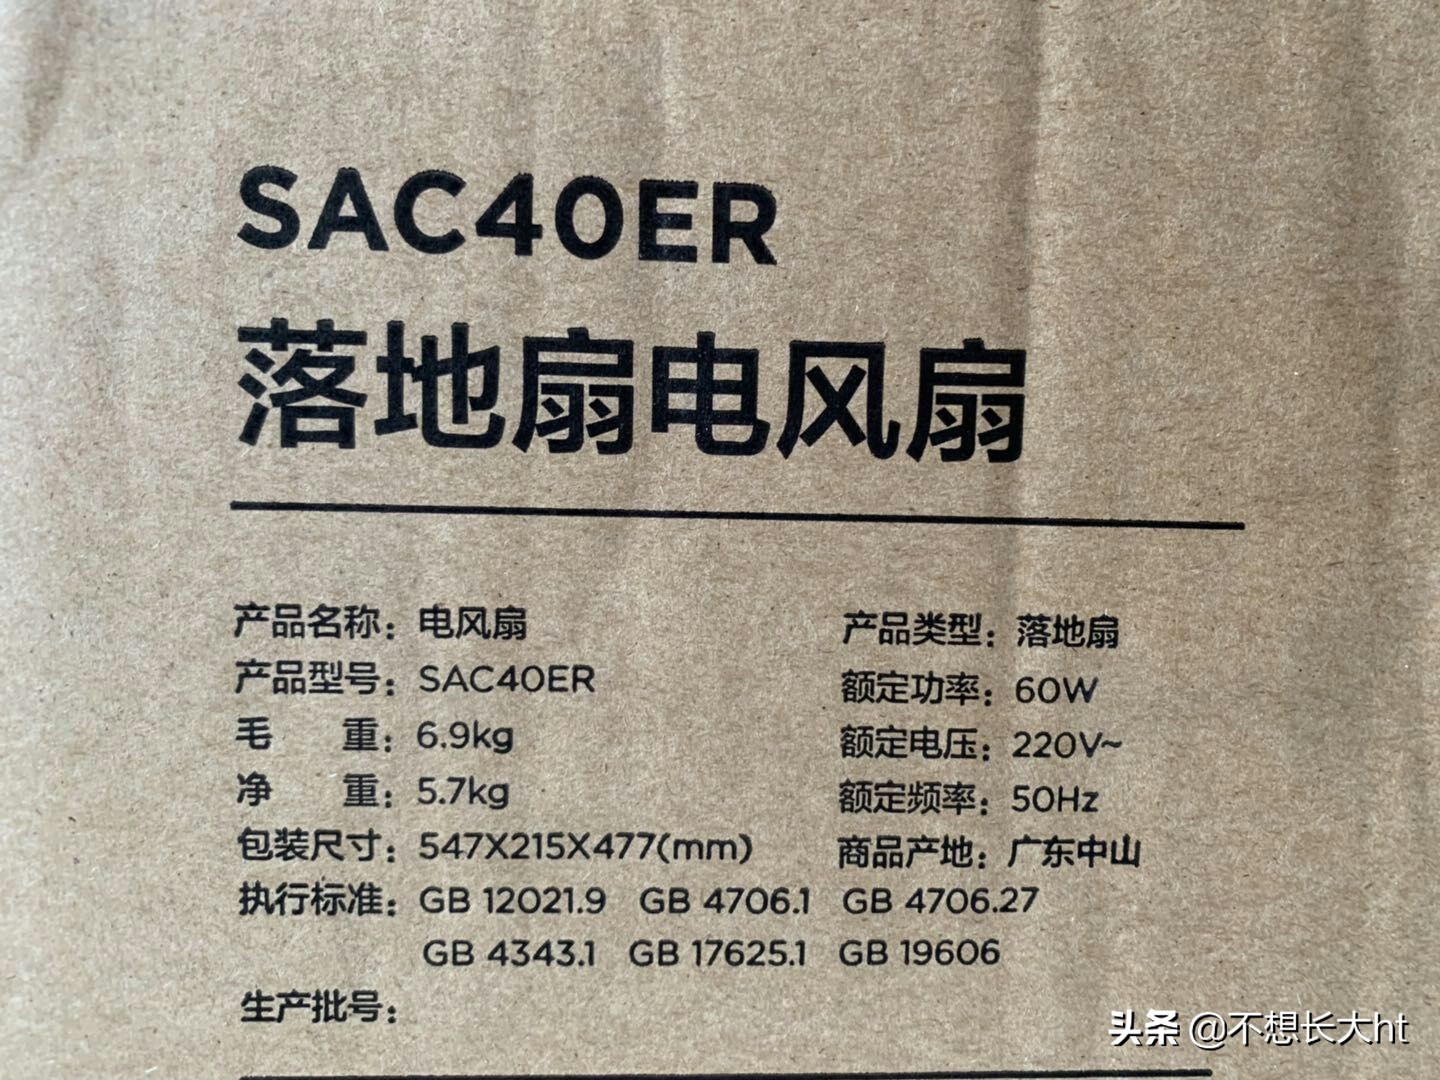 SAC40ER
落地扇电风扇
产品名称：电风扇 产品类型：落地扇
产品型号：SAC40ER 额定功率：60W
毛 重：6.9kg 额定电压：220V~
净 重：5.7kg 额定频率：50Hz
包装尺寸：547X215X477(mm) 商品产地：广东中山
执行标准：GB 12021.9 GB 4706.1 GB 4706.27
GB 4343.1 GB 17625.1 GB 19606
生产批号：
头条 @不想长大ht